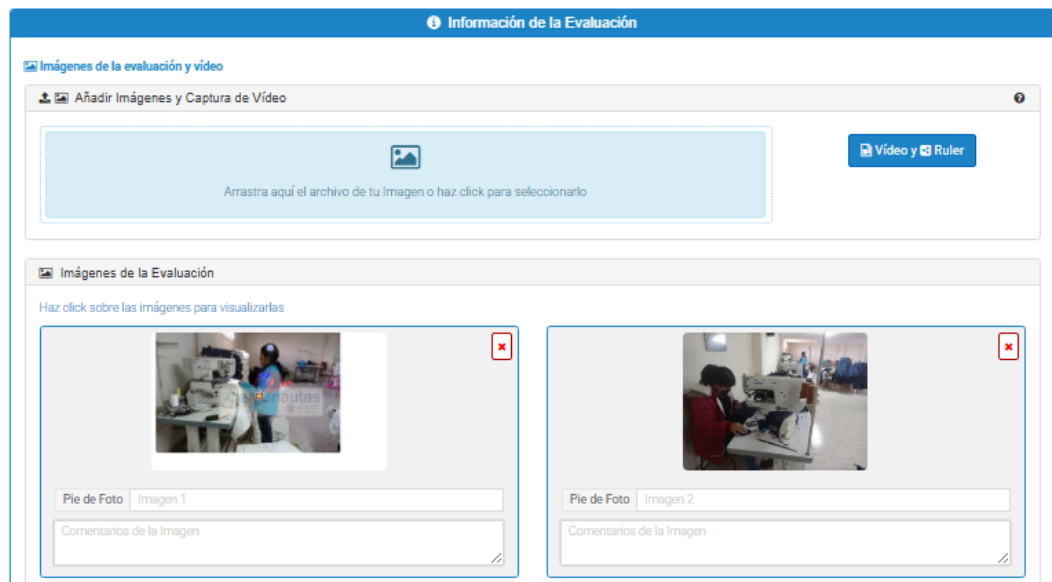 Información de la Evaluación
Imágenes de la evaluación y vídeo
Añadir Imágenes y Captura de Vídeo
Arrastra aquí el archivo de tu Imagen o haz click para seleccionarlo
Vídeo y Ruler
Imágenes de la Evaluación
Haz click sobre las imágenes para visualizarlas
ergonautas
Pie de Foto Imagen 1
Comentarios de la Imagen
Pie de Foto Imagen 2
Comentarios de la Imagen